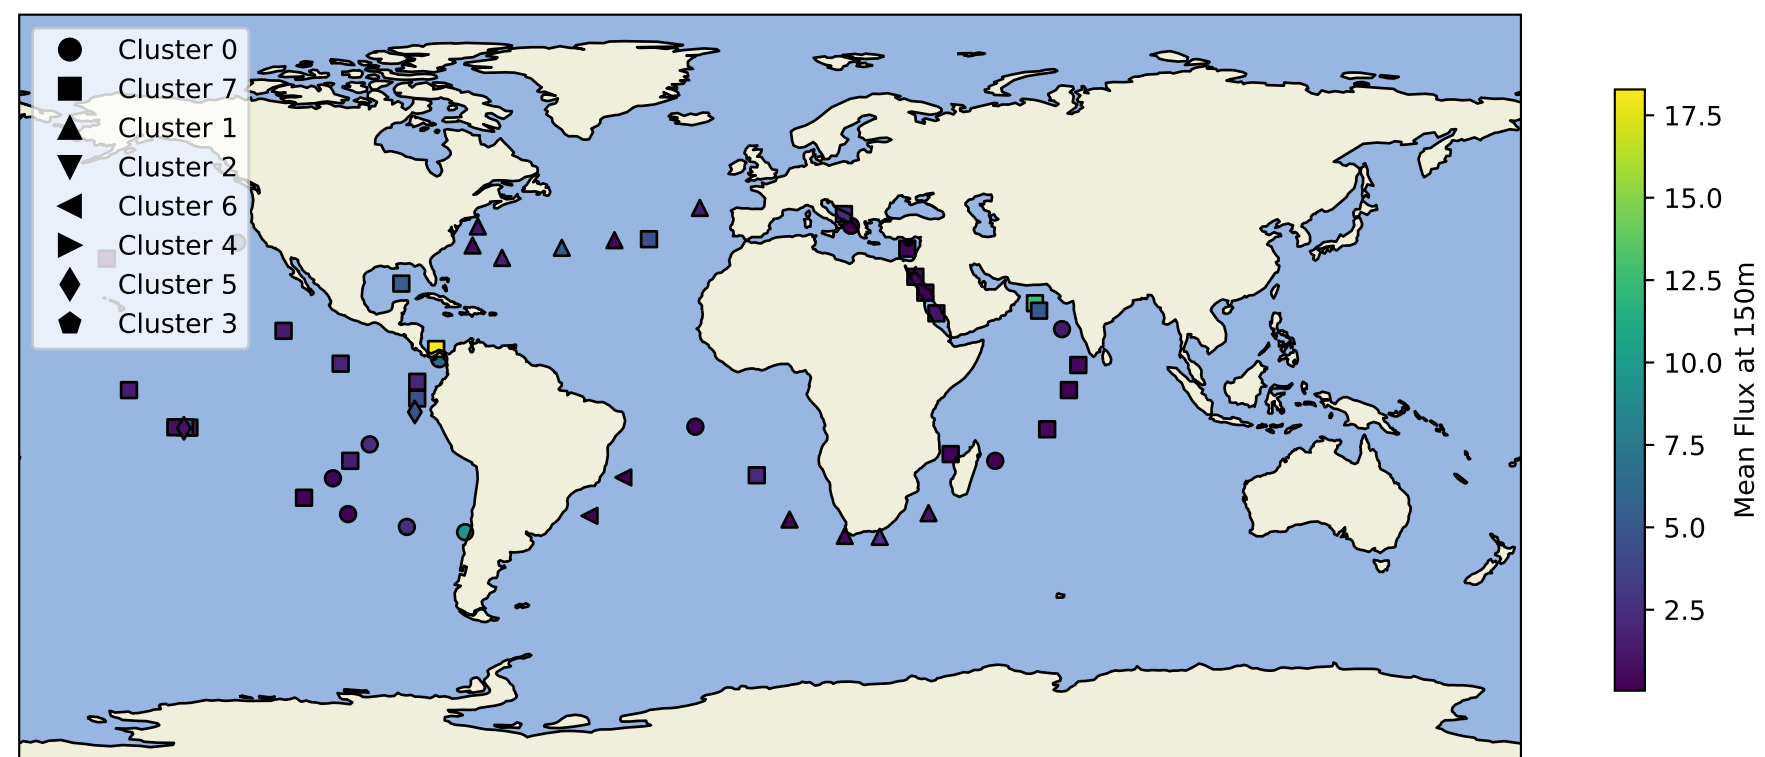 Cluster 0
Cluster 7
Cluster 1
Cluster 2
Cluster 6
Cluster 4
Cluster 5
Cluster 3
17.5
15.0
12.5
10.0
7.5
5.0
2.5
Mean Flux at 150m